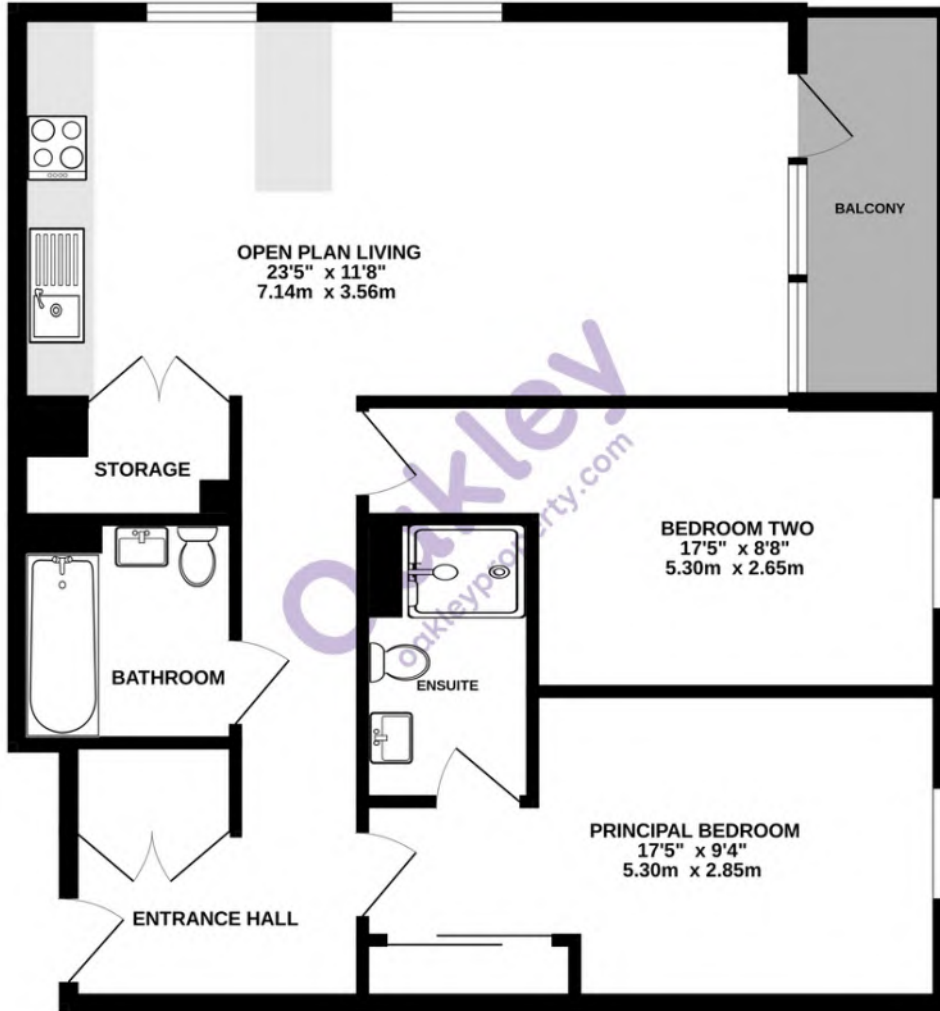 BALCONY
OPEN PLAN LIVING
23'5" x 11'8"
7.14m x 3.56m
STORAGE
Oakley
oakleyproperty.com
BEDROOM TWO
17'5" x 8'8"
5.30m x 2.65m
BATHROOM
ENSUITE
PRINCIPAL BEDROOM
17'5" x 9'4"
5.30m x 2.85m
ENTRANCE HALL